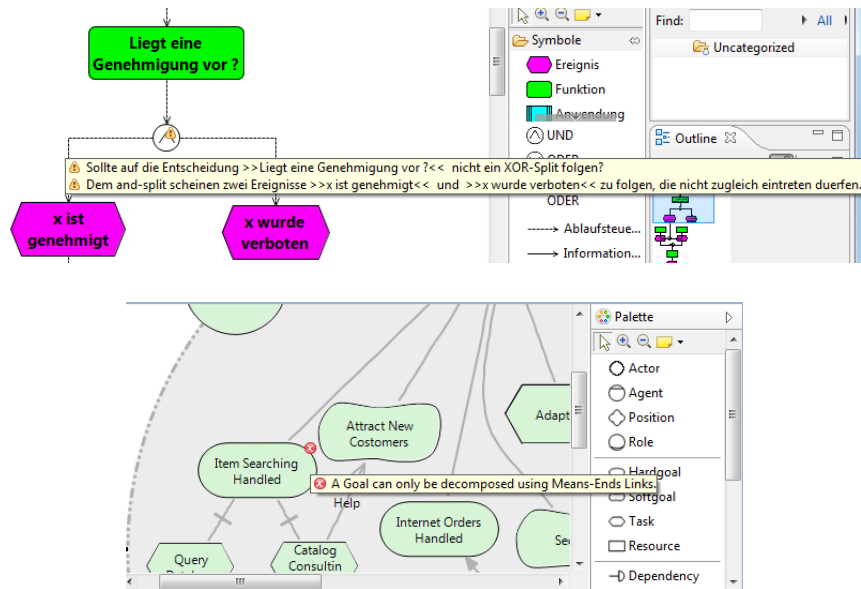 Liegt eine
Genehmigung vor ?
Sollte auf die Entscheidung >>Liegt eine Genehmigung vor ?<< nicht ein XOR-Split folgen?
Dem and-split scheinen zwei Ereignisse >>x ist genehmigt<< und >>x wurde verboten<< zu folgen, die nicht zugleich eintreten duerfen.
x ist
genehmigt
x wurde
verboten
Symbole
Ereignis
Funktion
Anwendung
UND
ODER
ODER
Ablaufsteue...
Information...
Find:
All
Uncategorized
Outline
Attract New
Costomers
Item Searching
Handled
A Goal can only be decomposed using Means-Ends Links.
Help
Internet Orders
Handled
Adapt
Sec
Query
Catalog
Consultin
Palette
Actor
Agent
Position
Role
Hardgoal
Softgoal
Task
Resource
Dependency